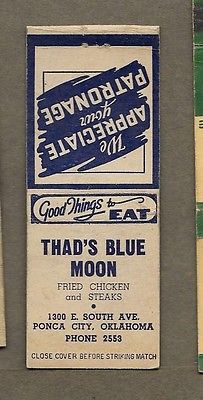 We
APPRECIATE
your
PATRONAGE
Good Things to EAT
THAD'S BLUE
MOON
FRIED CHICKEN
and STEAKS
1300 E. SOUTH AVE.
PONCA CITY, OKLAHOMA
PHONE 2553
CLOSE COVER BEFORE STRIKING MATCH